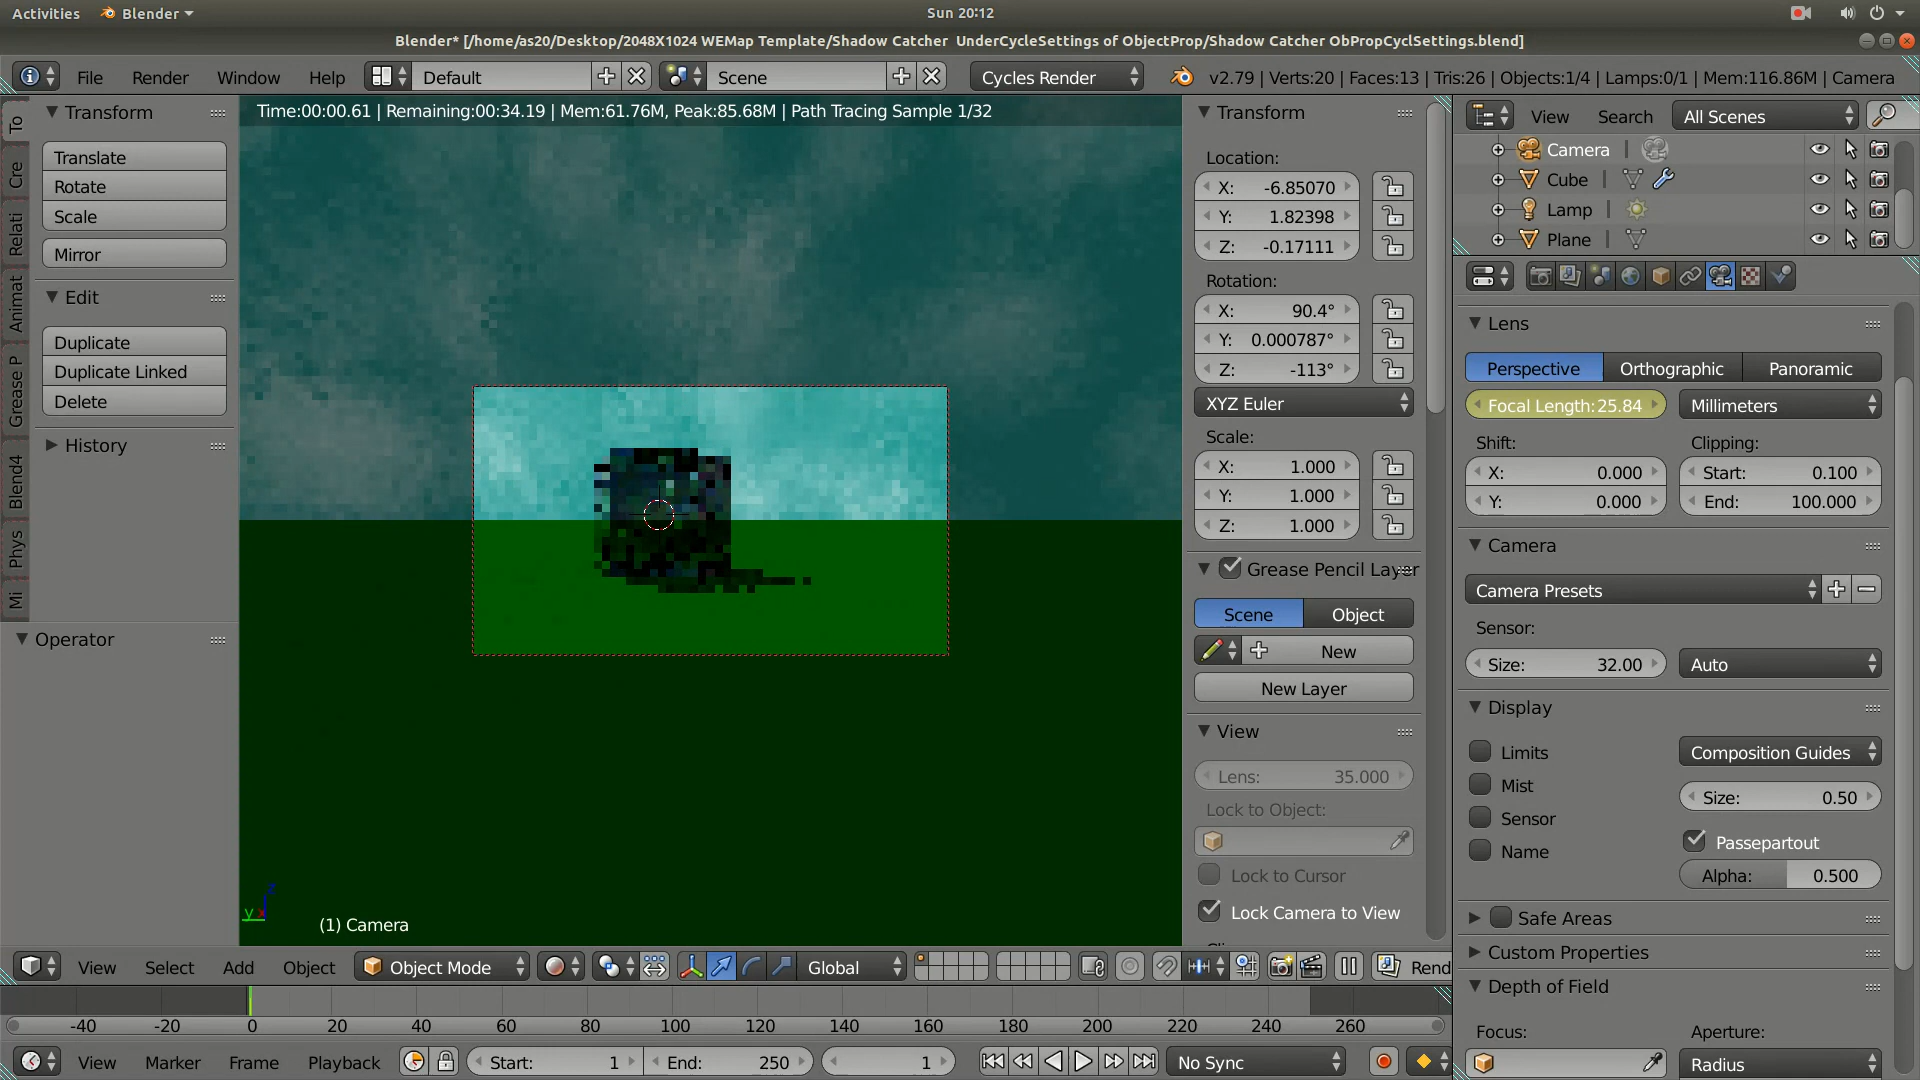 Activities Blender Sun 20:12
Blender* [/home/as20/Desktop/2048X1024 WEMap Template/Shadow Catcher UnderCycleSettings of ObjectProp/Shadow Catcher ObPropCyclSettings.blend]
File Render Window Help Default Scene Cycles Render v2.79 | Verts:20 | Faces:13 | Tris:26 | Objects:1/4 | Lamps:0/1 | Mem:116.86M | Camera
To
Cre
Relati
Animat
Grease P
Blend4
Phys
Mi
Transform
Translate
Rotate
Scale
Mirror
Edit
Duplicate
Duplicate Linked
Delete
History
Operator
Time:00:00.61 | Remaining:00:34.19 | Mem:61.76M, Peak:85.68M | Path Tracing Sample 1/32
z
y x
(1) Camera
Transform
Location:
X: -6.85070
Y: 1.82398
Z: -0.17111
Rotation:
X: 90.4°
Y: 0.000787°
Z: -113°
XYZ Euler
Scale:
X: 1.000
Y: 1.000
Z: 1.000
Grease Pencil Layer
Scene Object
New
New Layer
View
Lens: 35.000
Lock to Object:
Lock to Cursor
Lock Camera to View
View Search All Scenes
Camera
Cube
Lamp
Plane
Lens
Perspective Orthographic Panoramic
Focal Length:25.84 Millimeters
Shift: Clipping:
X: 0.000 Start: 0.100
Y: 0.000 End: 100.000
Camera
Camera Presets
Sensor:
Size: 32.00 Auto
Display
Limits Composition Guides
Mist Size: 0.50
Sensor
Name Passepartout
Alpha: 0.500
Safe Areas
Custom Properties
Depth of Field
Focus: Aperture:
Radius
View Select Add Object Object Mode Global Rend
-40 -20 0 20 40 60 80 100 120 140 160 180 200 220 240 260
View Marker Frame Playback Start: 1 End: 250 1 No Sync